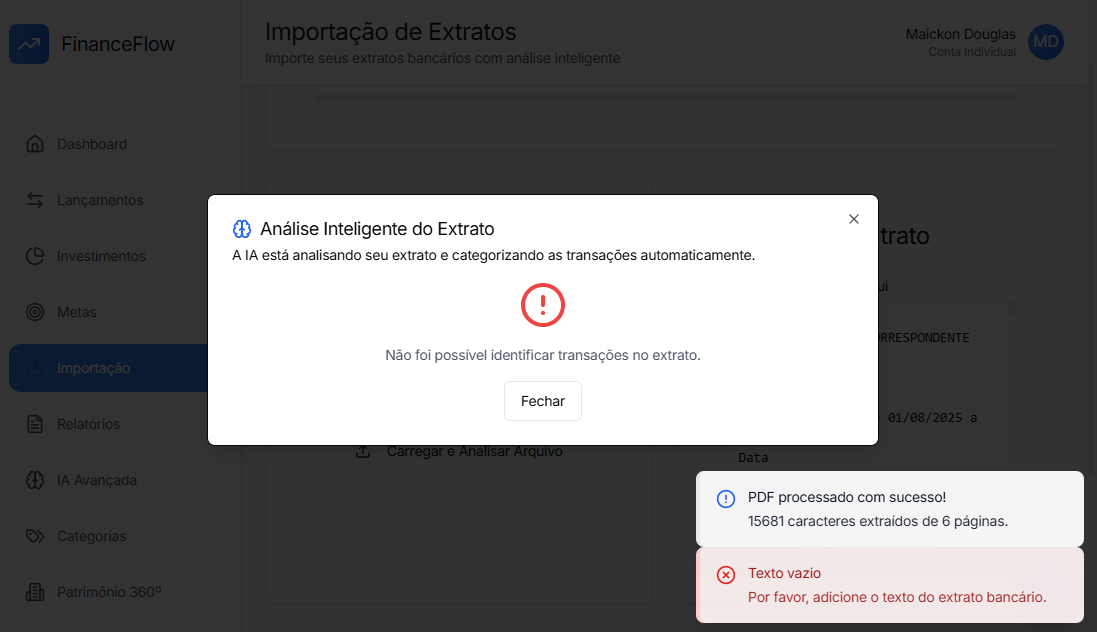 FinanceFlow
Importação de Extratos
Importe seus extratos bancários com análise inteligente
Maickon Douglas
Conta Individual
MD
Dashboard
Lançamentos
Investimentos
Metas
Importação
Relatórios
IA Avançada
Categorias
Patrimônio 360º
Análise Inteligente do Extrato
A IA está analisando seu extrato e categorizando as transações automaticamente.
Não foi possível identificar transações no extrato.
Fechar
trato
ui
RRESPONDENTE
01/08/2025 a
Data
Carregar e Analisar Arquivo
PDF processado com sucesso!
15681 caracteres extraídos de 6 páginas.
Texto vazio
Por favor, adicione o texto do extrato bancário.